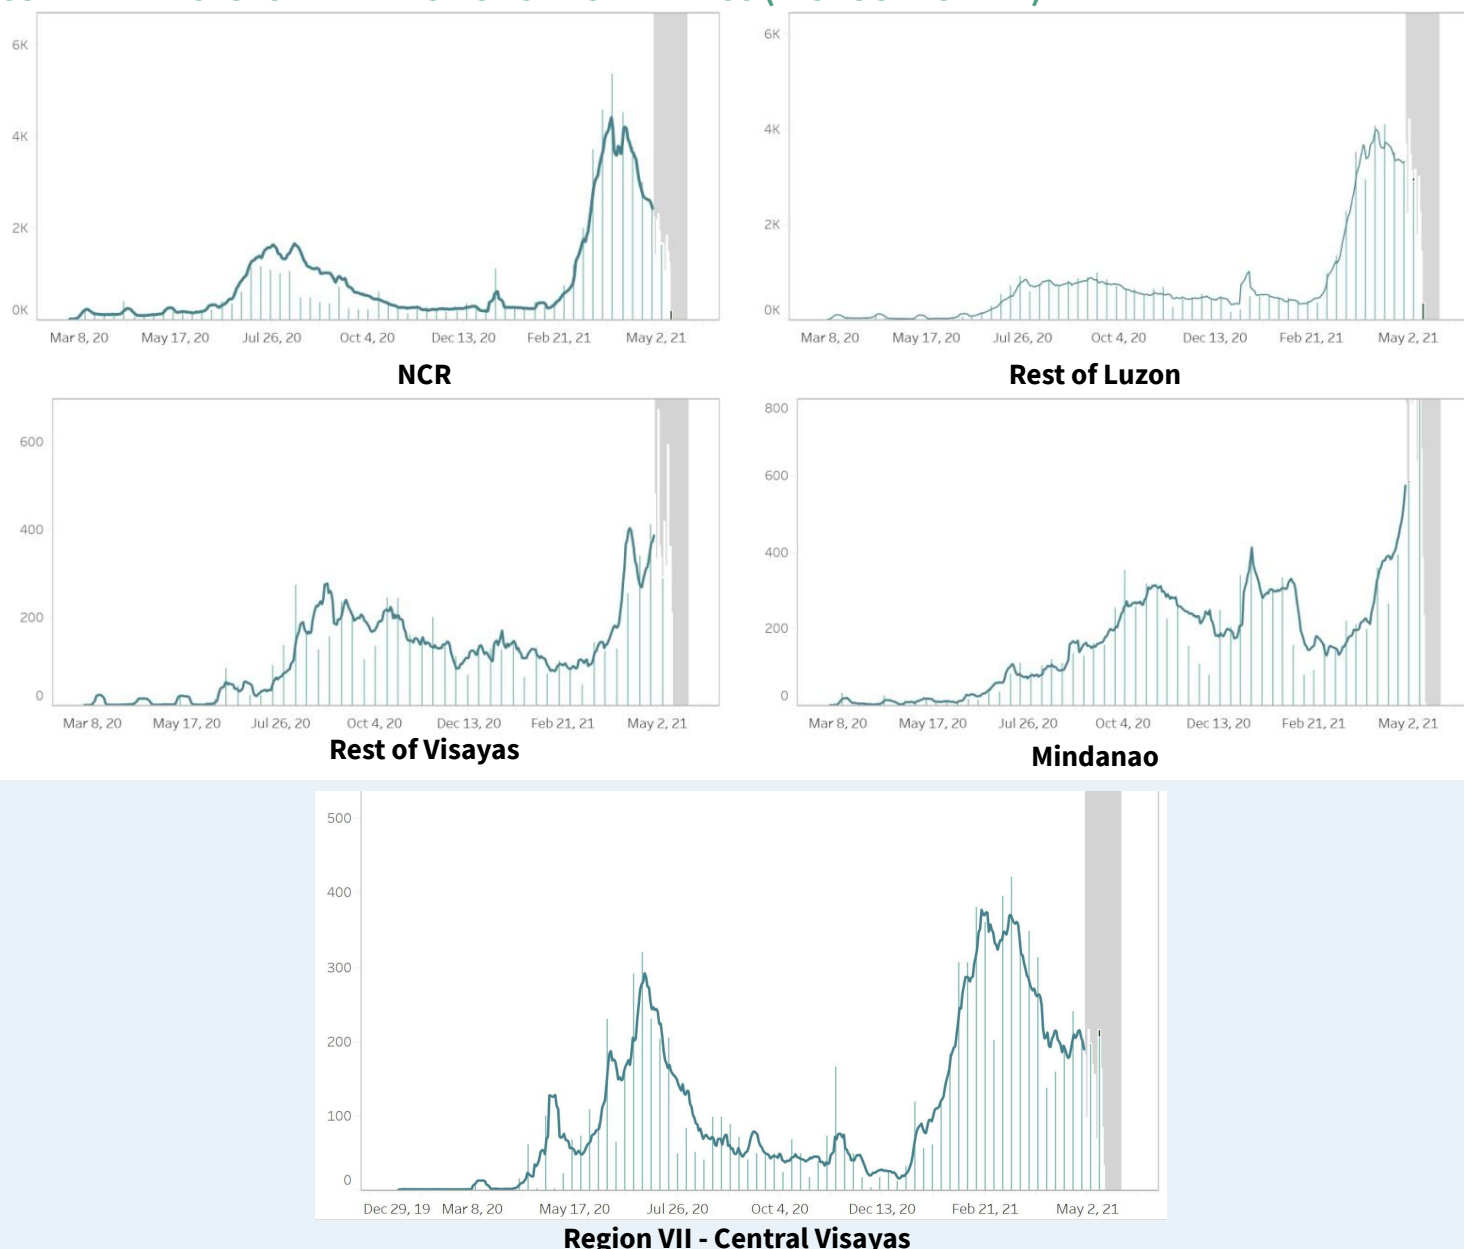 6K
4K
2K
0K
Mar 8, 20 May 17, 20 Jul 26, 20 Oct 4, 20 Dec 13, 20 Feb 21, 21 May 2, 21
NCR
6K
4K
2K
0K
Mar 8, 20 May 17, 20 Jul 26, 20 Oct 4, 20 Dec 13, 20 Feb 21, 21 May 2, 21
Rest of Luzon
600
400
200
0
Mar 8, 20 May 17, 20 Jul 26, 20 Oct 4, 20 Dec 13, 20 Feb 21, 21 May 2, 21
Rest of Visayas
800
600
400
200
0
Mar 8, 20 May 17, 20 Jul 26, 20 Oct 4, 20 Dec 13, 20 Feb 21, 21 May 2, 21
Mindanao
500
400
300
200
100
0
Dec 29, 19 Mar 8, 20 May 17, 20 Jul 26, 20 Oct 4, 20 Dec 13, 20 Feb 21, 21 May 2, 21
Region VII - Central Visayas